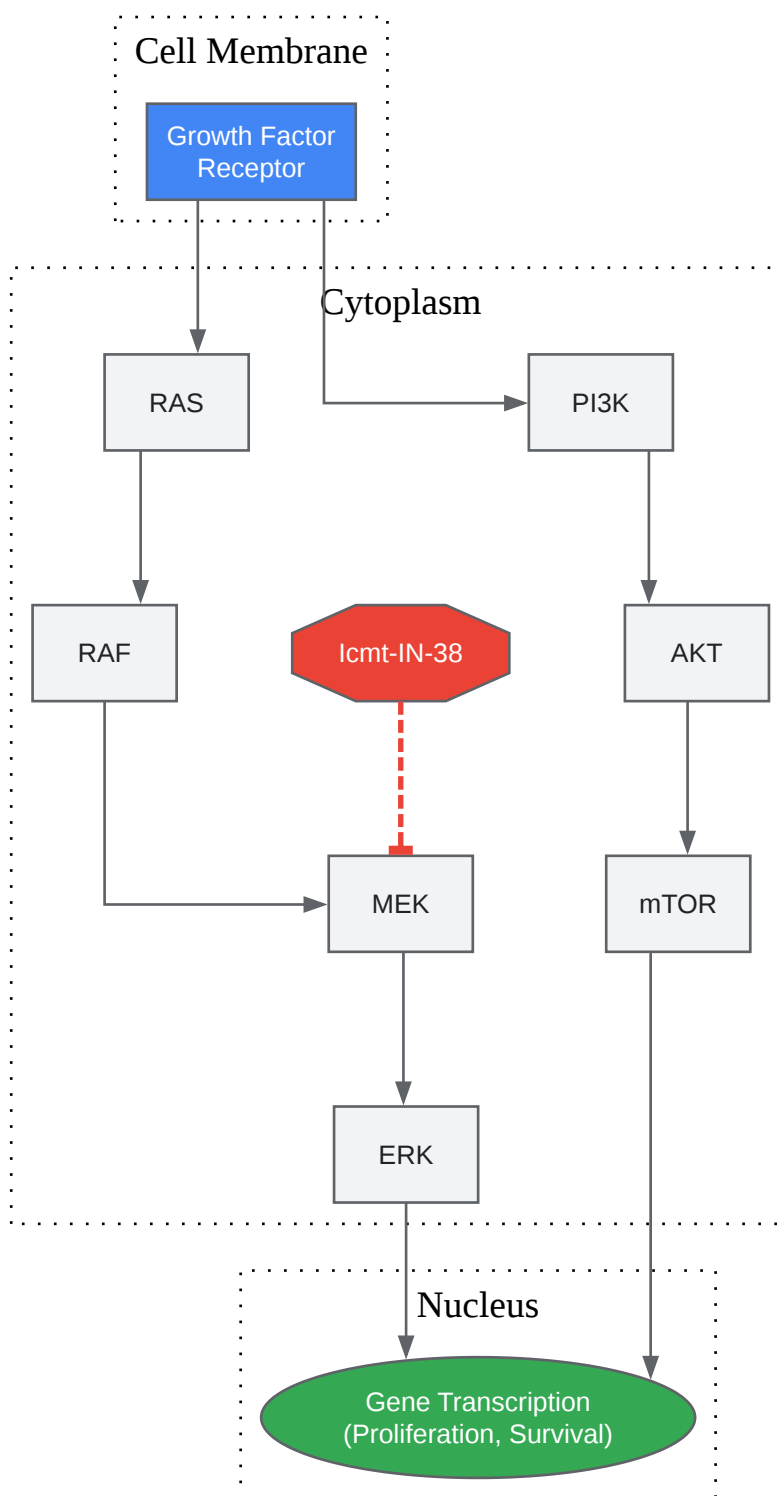 Cell Membrane
Growth Factor
Receptor
Cytoplasm
RAS
PI3K
RAF
Icmt-IN-38
AKT
MEK
mTOR
ERK
Nucleus
Gene Transcription
(Proliferation, Survival)